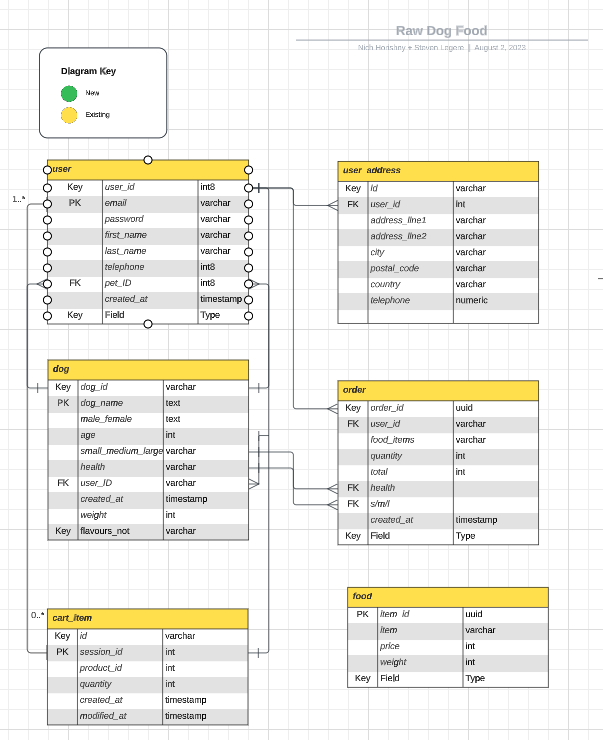 Raw Dog Food
Nich Horishny + Steven Legere | August 2, 2023
Diagram Key
New
Existing
user
Key user_id int8
PK email varchar
password varchar
first_name varchar
last_name varchar
telephone int8
FK pet_ID int8
created_at timestamp
Key Field Type
1..*
user_address
Key id varchar
FK user_id int
address_line1 varchar
address_line2 varchar
city varchar
postal_code varchar
country varchar
telephone numeric
dog
Key dog_id varchar
PK dog_name text
male_female text
age int
small_medium_large varchar
health varchar
FK user_ID varchar
created_at timestamp
weight int
Key flavours_not varchar
order
Key order_id uuid
FK user_id varchar
food_items varchar
quantity int
total int
FK health
FK s/m/l
created_at timestamp
Key Field Type
food
PK item_id uuid
item varchar
price int
weight int
Key Field Type
0..*
cart_item
Key id varchar
PK session_id int
product_id int
quantity int
created_at timestamp
modified_at timestamp